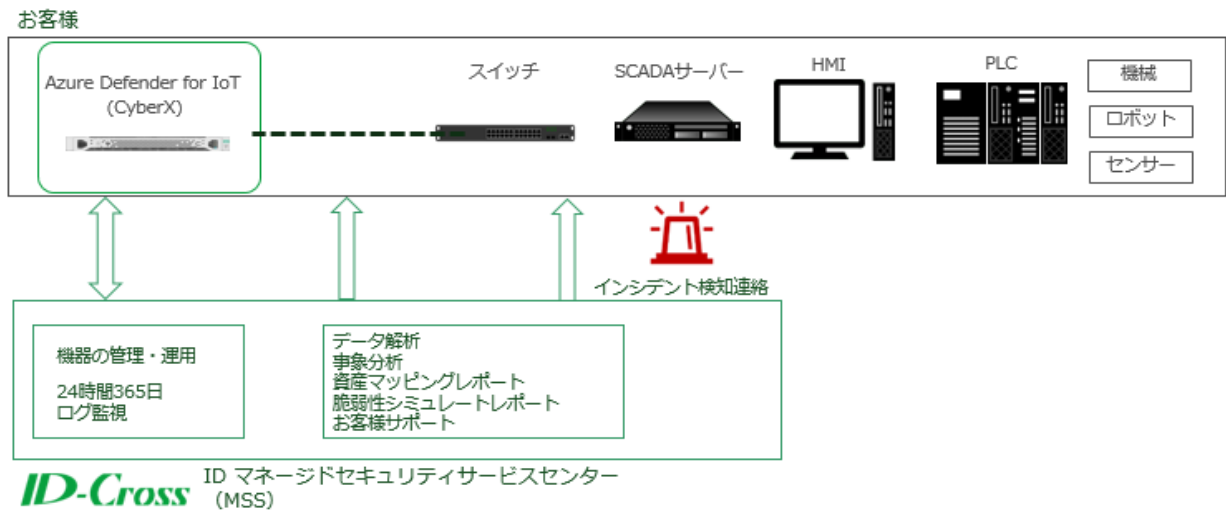 お客様
Azure Defender for IoT
(CyberX)
スイッチ
SCADAサーバー
HMI
PLC
機械
ロボット
センサー
インシデント検知連絡
機器の管理・運用
24時間365日
ログ監視
データ解析
事象分析
資産マッピングレポート
脆弱性シミュレートレポート
お客様サポート
ID-Cross
ID マネージドセキュリティサービスセンター
（MSS）